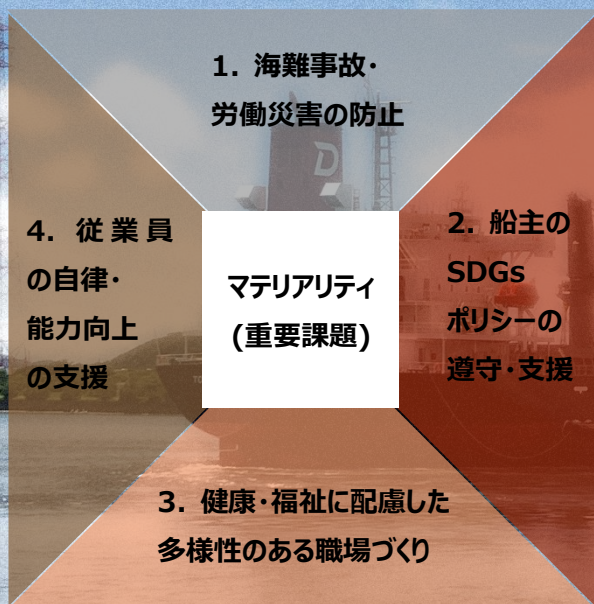 1. 海難事故・
労働災害の防止
D
4. 従業員
の自律・
能力向上
の支援
2. 船主の
SDGs
ポリシーの
遵守・支援
マテリアリティ
(重要課題)
3. 健康・福祉に配慮した
多様性のある職場づくり